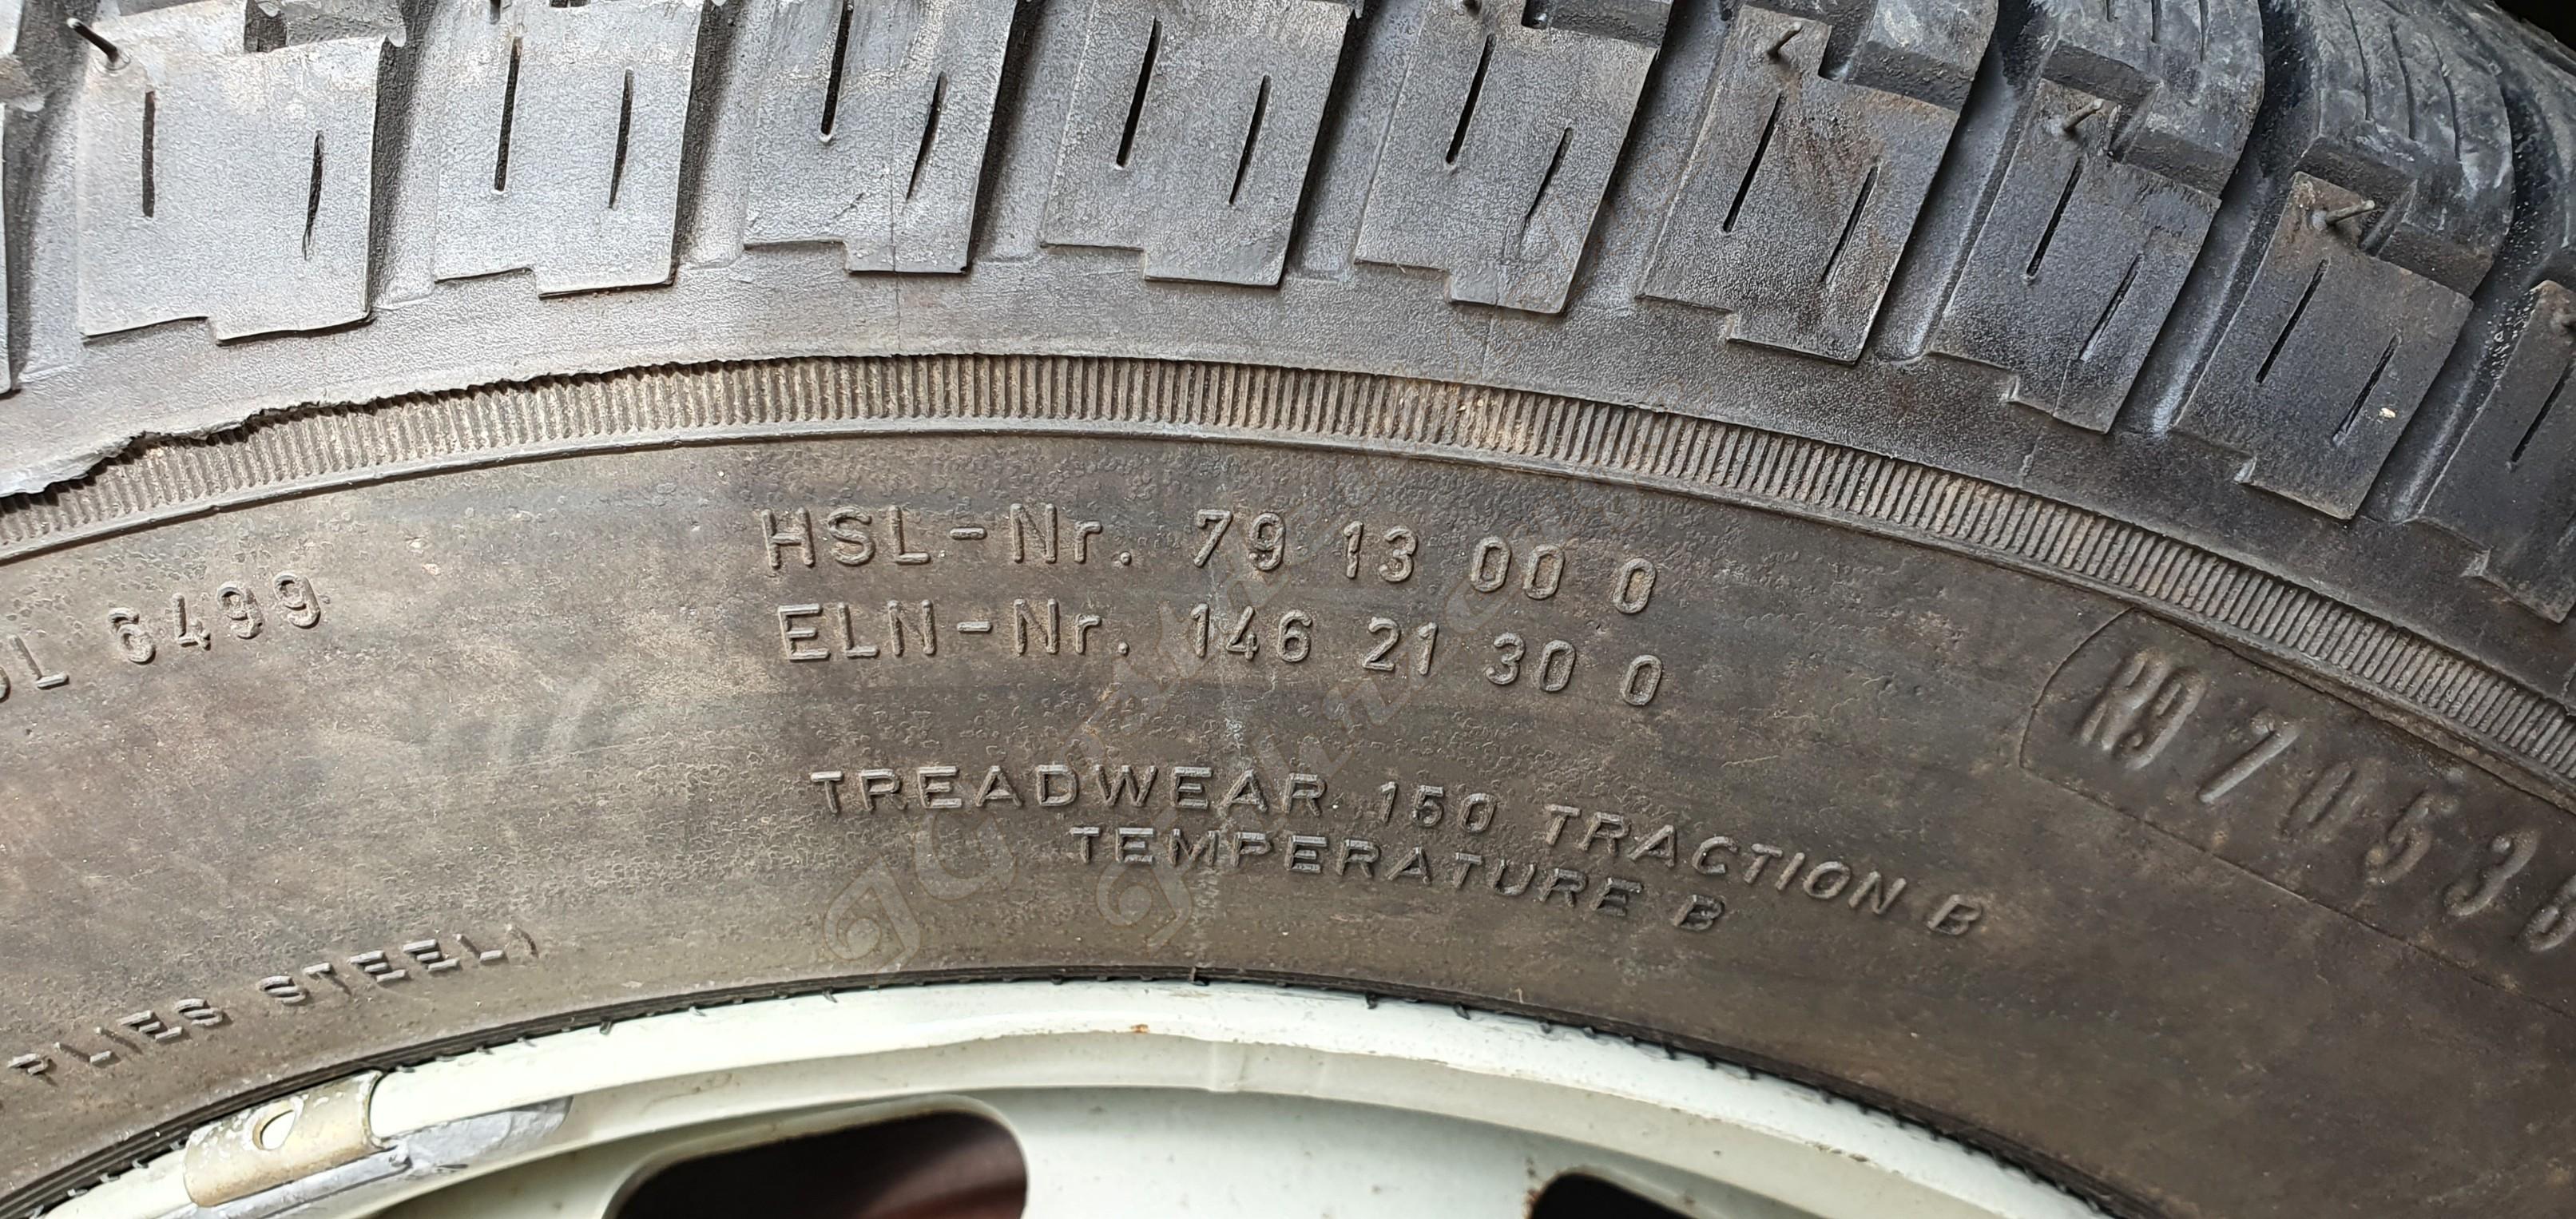 6499
HSL-Nr. 79 13 00 0
ELN-Nr. 146 21 30 0
TREADWEAR 150 TRACTION B
TEMPERATURE B
PLIES STEEL)